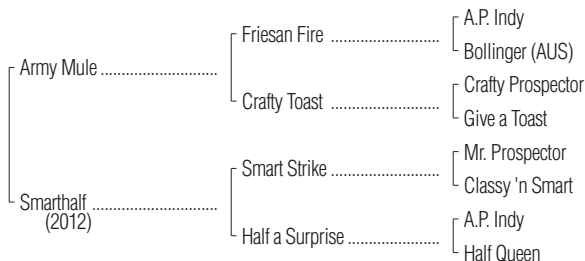 A.P. Indy
Friesan Fire
Bollinger (AUS)
Army Mule
Crafty Prospector
Crafty Toast
Give a Toast
Mr. Prospector
Smart Strike
Classy 'n Smart
Smarthalf
(2012)
A.P. Indy
Half a Surprise
Half Queen